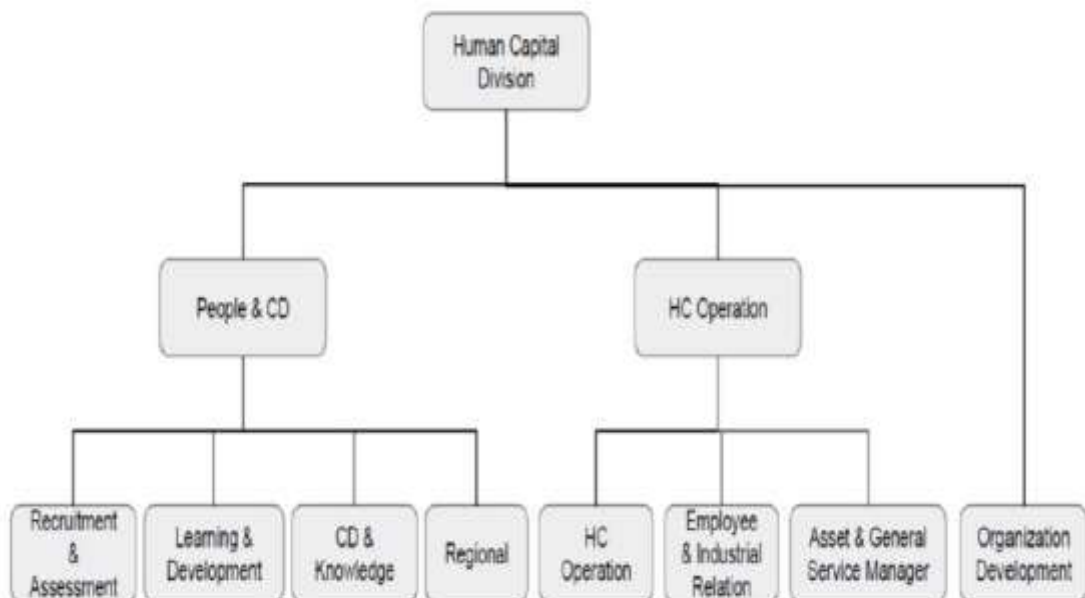 Human Capital
Division
People & CD
HC Operation
Recruitment
&
Assessment
Learning &
Development
CD &
Knowledge
Regional
HC
Operation
Employee
& Industrial
Relation
Asset & General
Service Manager
Organization
Development